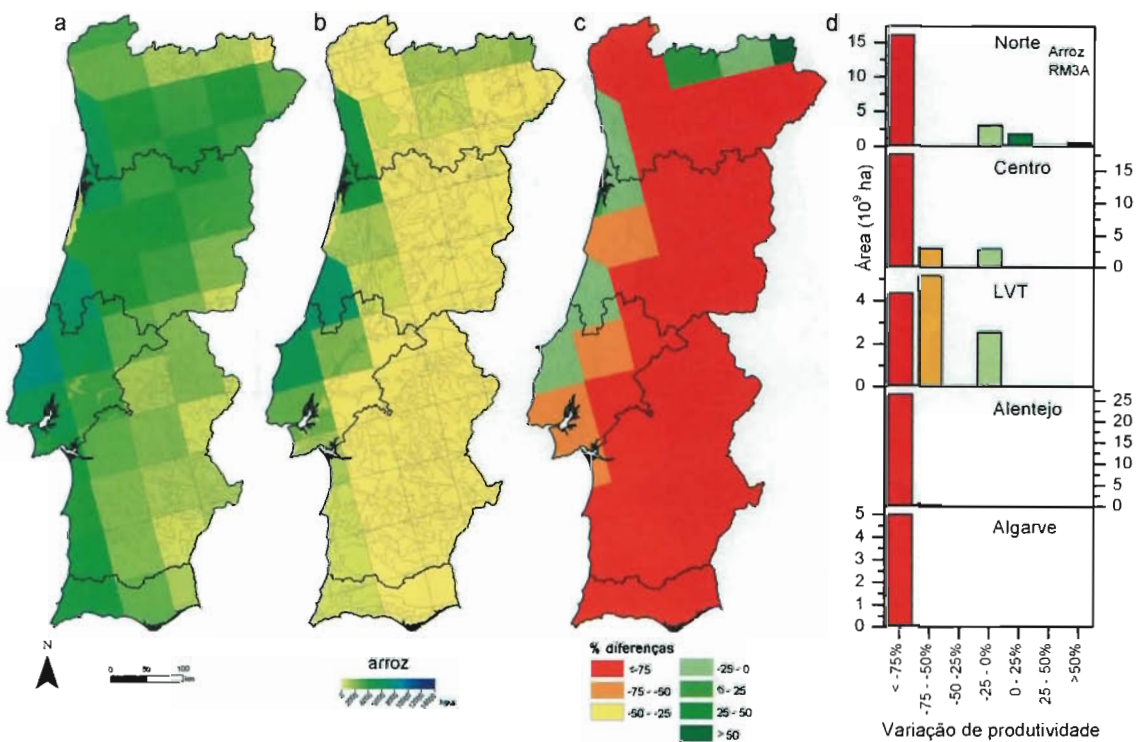 a
b
c
d
Norte
Arroz
RM3A
15
10
5
0
Centro
15
10
5
0
LVT
4
2
0
Alentejo
25
20
15
10
5
0
Algarve
5
4
3
2
1
0
Área (10⁹ ha)
< -75%
-75 - -50%
-50 -25%
-25 - 0%
0 - 25%
25 - 50%
>50%
Variação de produtividade
N
0 50 100
km
arroz
0
% diferenças
-75 - -50
-50 - -25
-25 - 0
25 - 50
> 50